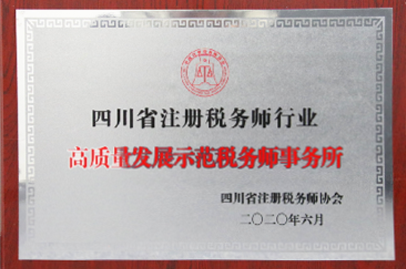 四川省注册税务师行业
高质量发展示范税务师事务所
四川省注册税务师协会
二〇二〇年六月